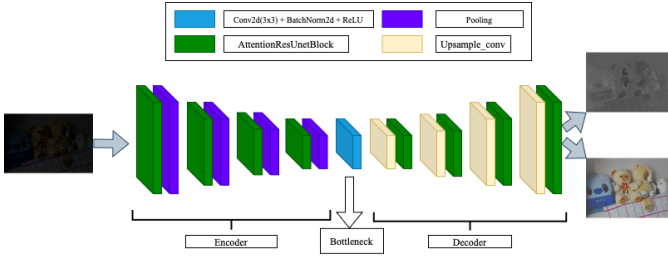 Conv2d(3x3) + BatchNorm2d + ReLU
Pooling
AttentionResUnetBlock
Upsample_conv
Encoder
Bottleneck
Decoder